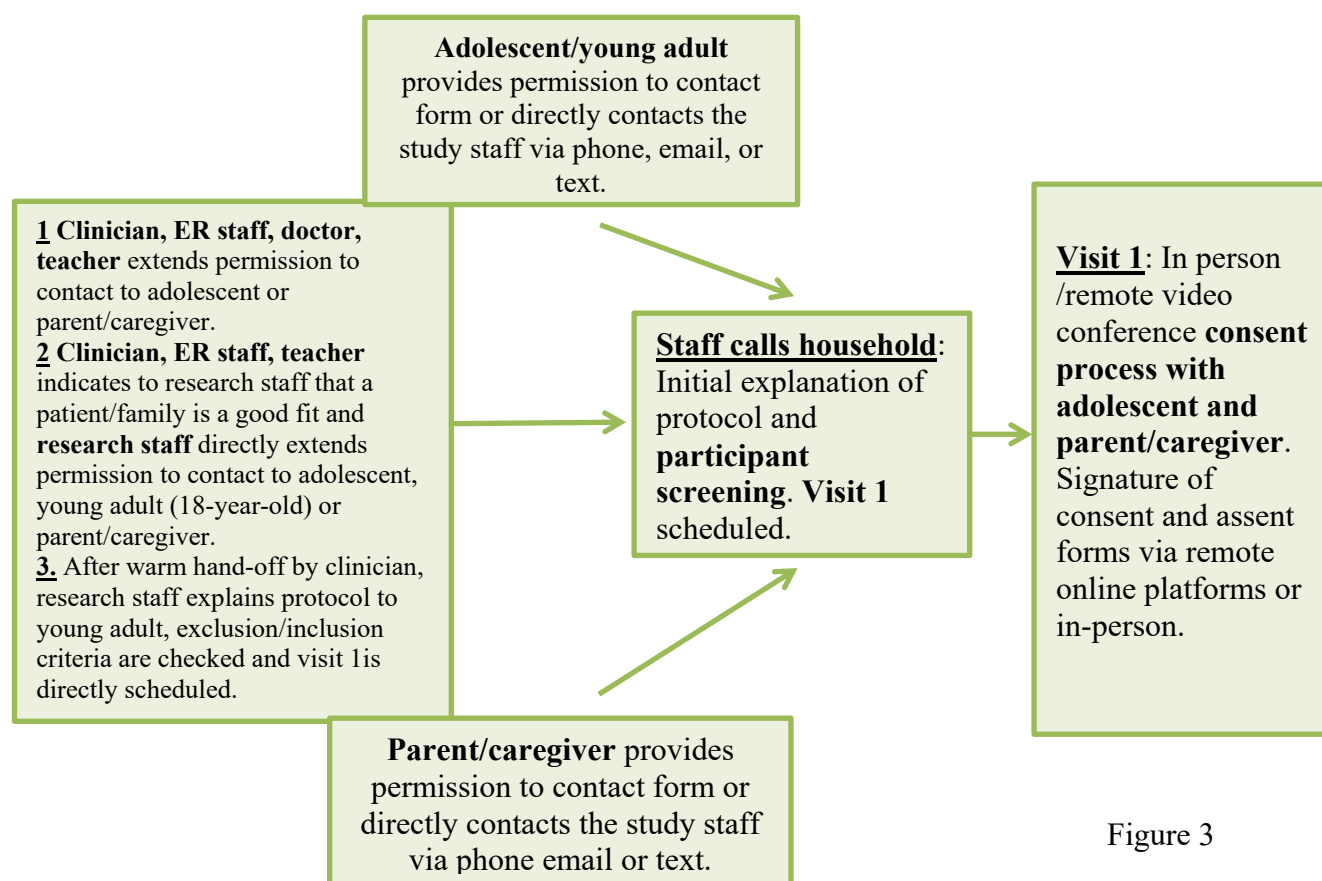 Adolescent/young adult
provides permission to contact
form or directly contacts the
study staff via phone, email, or
text.
1 Clinician, ER staff, doctor,
teacher extends permission to
contact to adolescent or
parent/caregiver.
2 Clinician, ER staff, teacher
indicates to research staff that a
patient/family is a good fit and
research staff directly extends
permission to contact to adolescent,
young adult (18-year-old) or
parent/caregiver.
3. After warm hand-off by clinician,
research staff explains protocol to
young adult, exclusion/inclusion
criteria are checked and visit 1is
directly scheduled.
Parent/caregiver provides
permission to contact form or
directly contacts the study staff
via phone email or text.
Staff calls household:
Initial explanation of
protocol and
participant
screening. Visit 1
scheduled.
Visit 1: In person
/remote video
conference consent
process with
adolescent and
parent/caregiver.
Signature of
consent and assent
forms via remote
online platforms or
in-person.
Figure 3